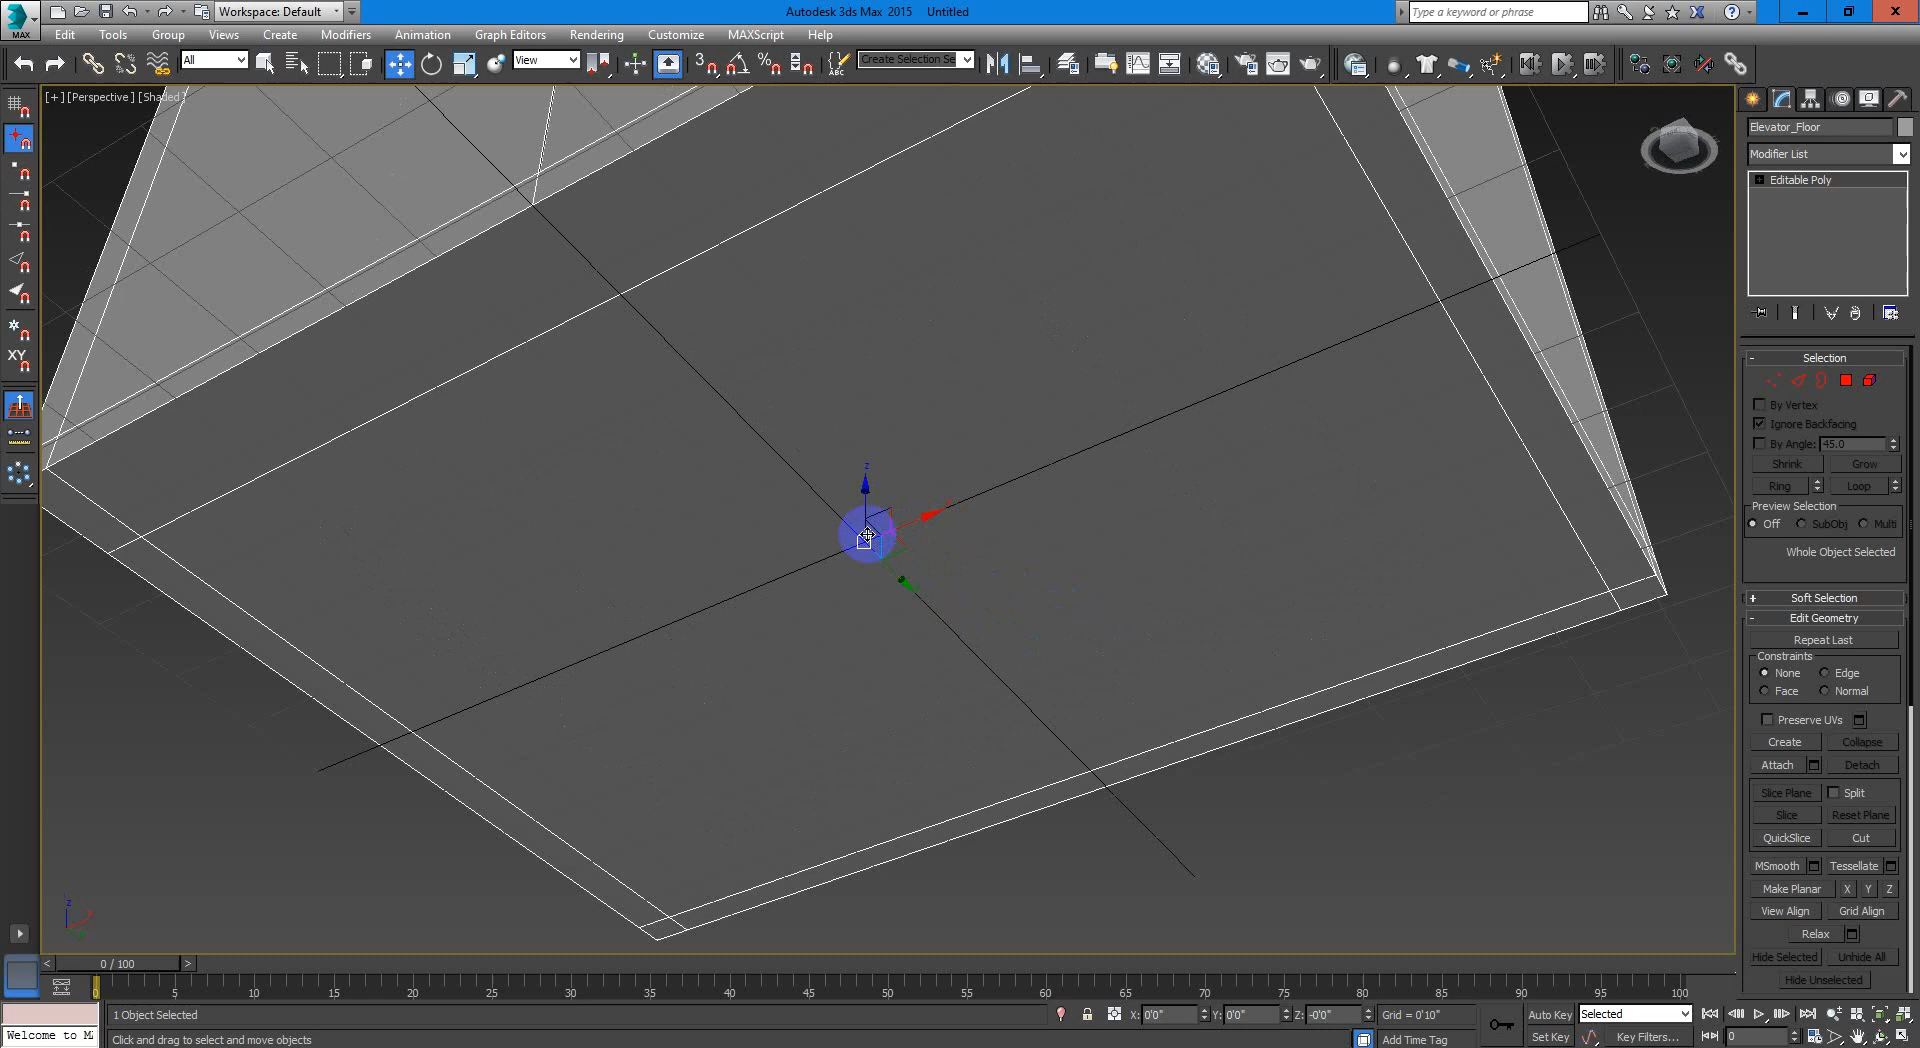 Workspace: Default
Autodesk 3ds Max 2015 Untitled
Type a keyword or phrase
MAX
Edit Tools Group Views Create Modifiers Animation Graph Editors Rendering Customize MAXScript Help
All
View
3
%
ABC
Create Selection Se
[+] [Perspective] [Shaded]
Elevator_Floor
Modifier List
Editable Poly
XY
Selection
By Vertex
Ignore Backfacing
By Angle: 45.0
Shrink Grow
Ring Loop
Preview Selection
Off SubObj Multi
Whole Object Selected
Soft Selection
Edit Geometry
Repeat Last
Constraints
None Edge
Face Normal
Preserve UVs
Create Collapse
Attach Detach
Slice Plane Split
Slice Reset Plane
QuickSlice Cut
MSmooth Tessellate
Make Planar X Y Z
View Align Grid Align
Relax
Hide Selected Unhide All
Hide Unselected
z
z
< 0 / 100 >
0 5 10 15 20 25 30 35 40 45 50 55 60 65 70 75 80 85 90 95 100
1 Object Selected X: 0'0" Y: 0'0" Z: -0'0" Grid = 0'10" Auto Key Selected
Welcome to M
Click and drag to select and move objects Add Time Tag Set Key Key Filters... 0